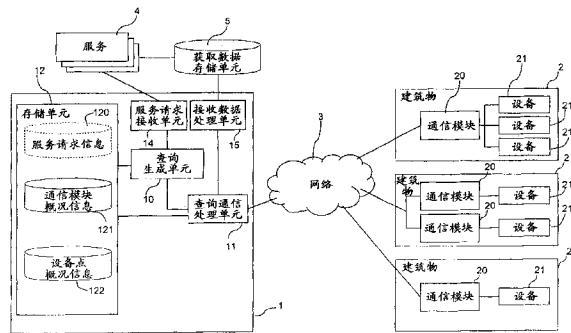 4
服务
5
获取数据
存储单元
12
存储单元
120
服务请求信息
通信模块
概况信息
121
设备点
概况信息
122
服务请求
接收单元
14
接收数据
处理单元
15
查询
生成单元
10
查询通信
处理单元
11
1
3
网络
建筑物
20
通信模块
21
2
设备
设备
21
设备
21
建筑物
20
通信模块
设备
21
2
20
通信模块
设备
21
建筑物
20
通信模块
21
设备
2